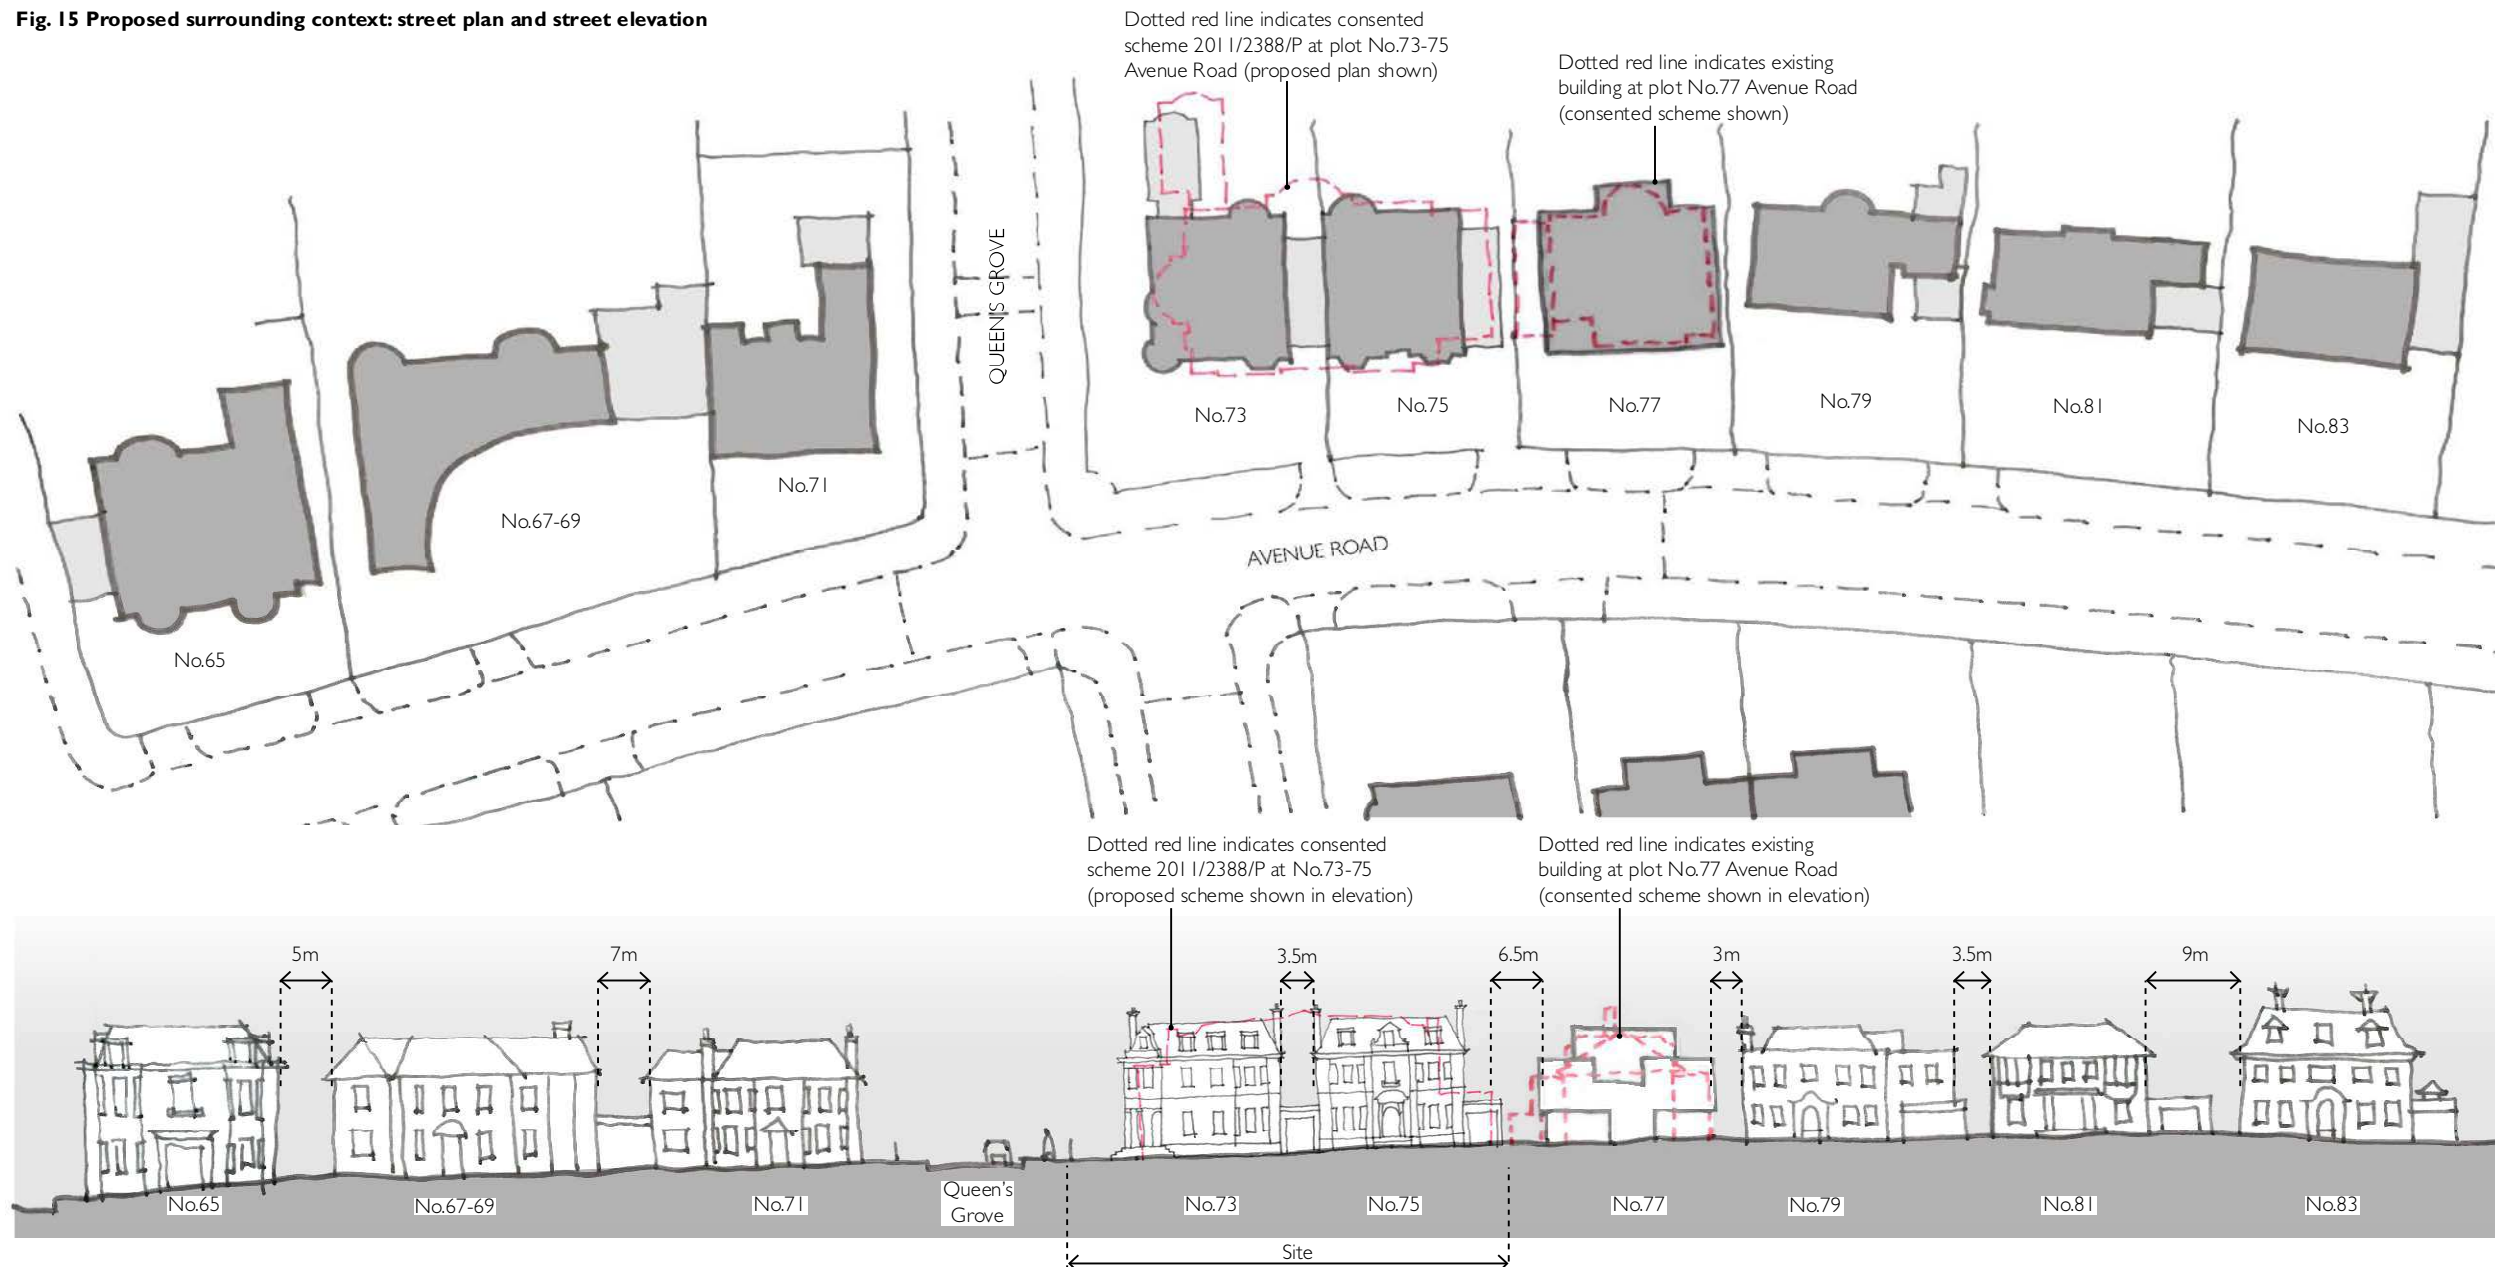 Fig. 15 Proposed surrounding context: street plan and street elevation
Dotted red line indicates consented
scheme 2011/2388/P at plot No.73-75
Avenue Road (proposed plan shown)
Dotted red line indicates existing
building at plot No.77 Avenue Road
(consented scheme shown)
QUEEN'S GROVE
No.73
No.75
No.77
No.79
No.81
No.83
No.71
No.67-69
No.65
AVENUE ROAD
Dotted red line indicates consented
scheme 2011/2388/P at No.73-75
(proposed scheme shown in elevation)
Dotted red line indicates existing
building at plot No.77 Avenue Road
(consented scheme shown in elevation)
5m
7m
3.5m
6.5m
3m
3.5m
9m
No.65
No.67-69
No.71
Queen's
Grove
No.73
No.75
No.77
No.79
No.81
No.83
Site